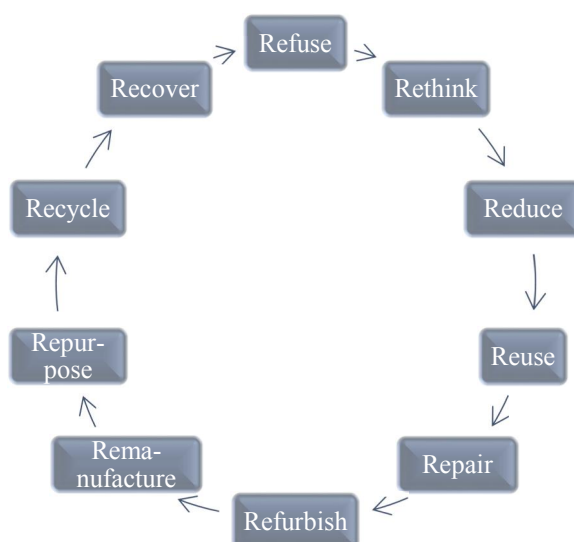 Refuse
Rethink
Reduce
Reuse
Repair
Refurbish
Rema-
nufacture
Repur-
pose
Recycle
Recover